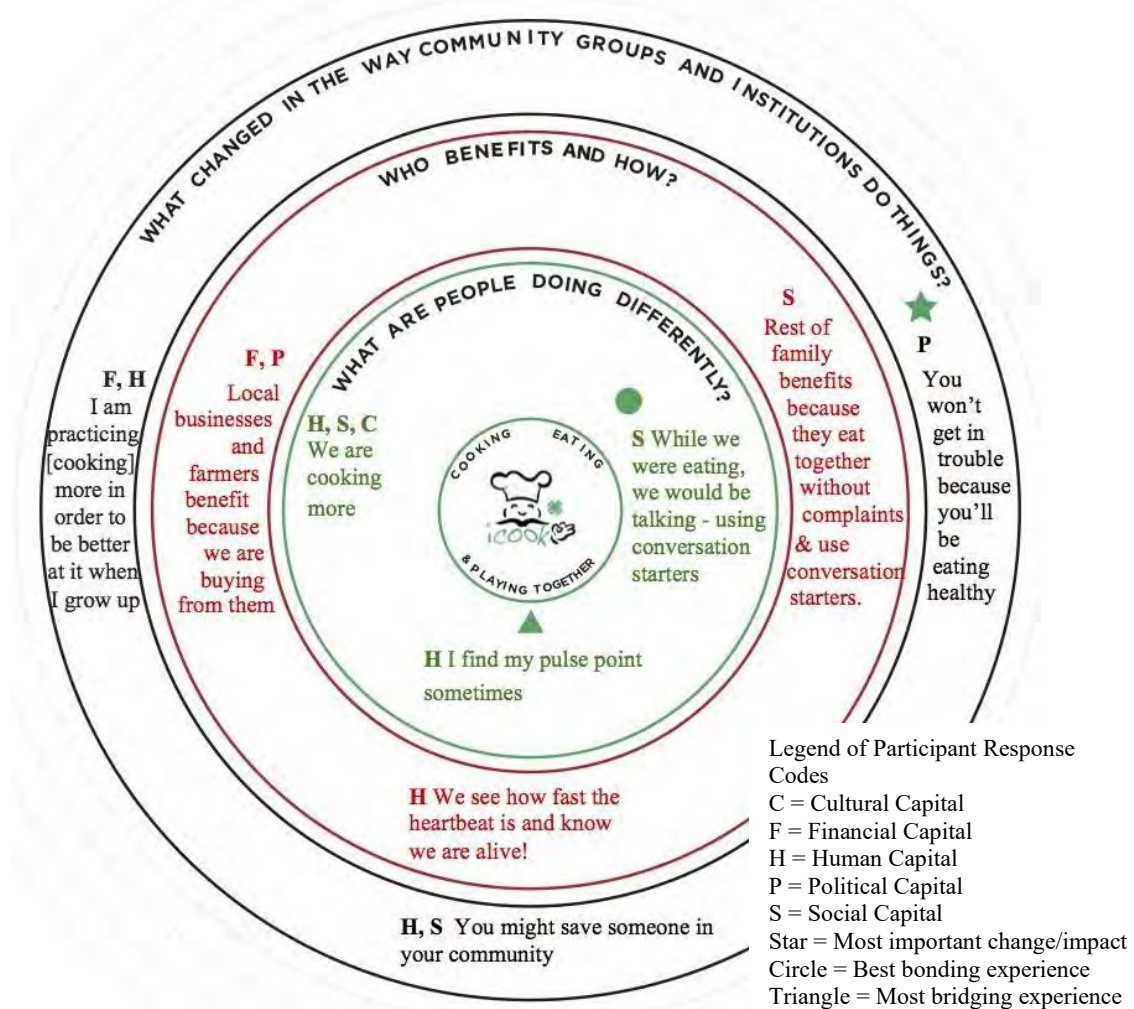 WHAT CHANGED IN THE WAY COMMUNITY GROUPS AND INSTITUTIONS DO THINGS?
WHO BENEFITS AND HOW?
WHAT ARE PEOPLE DOING DIFFERENTLY?
COOKING EATING
& PLAYING TOGETHER
icook
H, S, C
We are
cooking
more
S While we
were eating,
we would be
talking - using
conversation
starters
H I find my pulse point
sometimes
F, P
Local
businesses
and
farmers
benefit
because
we are
buying
from them
S
Rest of
family
benefits
because
they eat
together
without
complaints
& use
conversation
starters.
H We see how fast the
heartbeat is and know
we are alive!
F, H
I am
practicing
[cooking]
more in
order to
be better
at it when
I grow up
P
You
won't
get in
trouble
because
you'll
be
eating
healthy
H, S You might save someone in
your community
Legend of Participant Response
Codes
C = Cultural Capital
F = Financial Capital
H = Human Capital
P = Political Capital
S = Social Capital
Star = Most important change/impact
Circle = Best bonding experience
Triangle = Most bridging experience